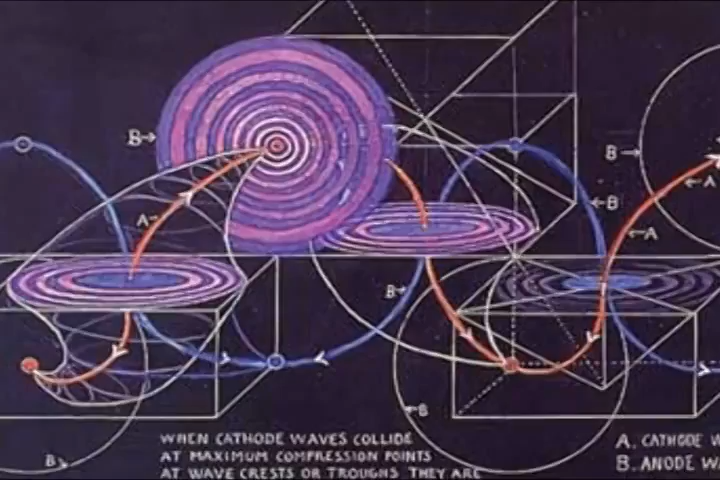 B→
A→
B→
←B
←A
←A
B→
←B
B
WHEN CATHODE WAVES COLLIDE
AT MAXIMUM COMPRESSION POINTS
AT WAVE CRESTS OR TROUGHS THEY ARE
A. CATHODE W
B. ANODE WA